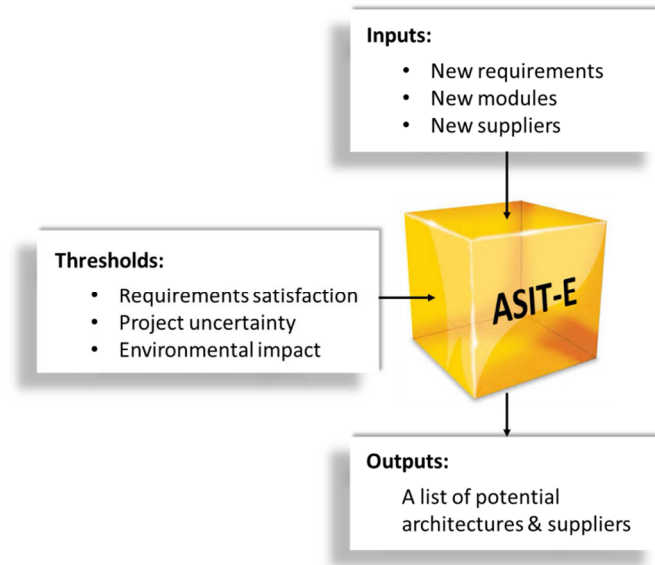 Inputs:
• New requirements
• New modules
• New suppliers
Thresholds:
• Requirements satisfaction
• Project uncertainty
• Environmental impact
ASIT-E
Outputs:
A list of potential
architectures & suppliers